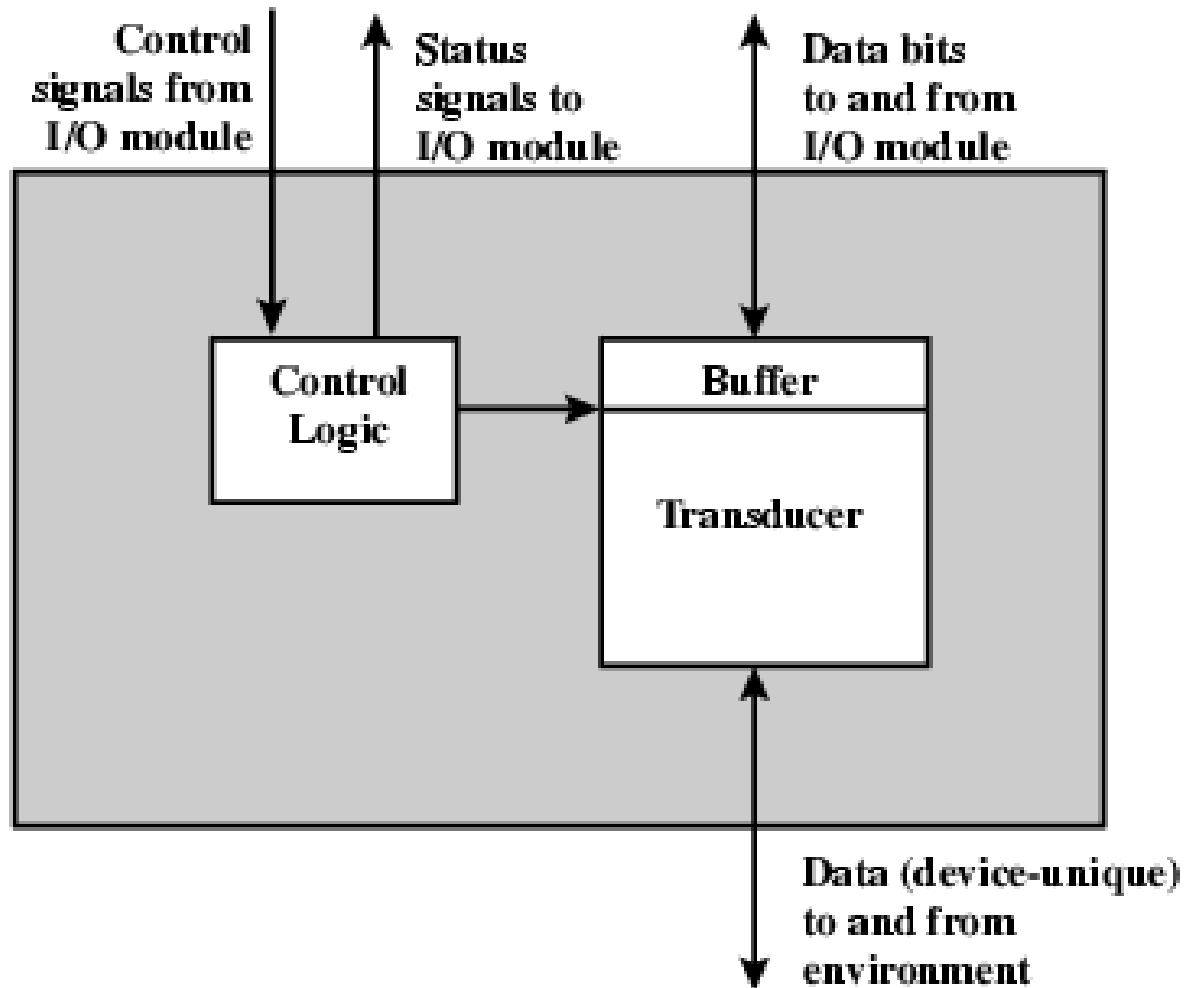 Control
signals from
I/O module
Status
signals to
I/O module
Data bits
to and from
I/O module
Control
Logic
Buffer
Transducer
Data (device-unique)
to and from
environment